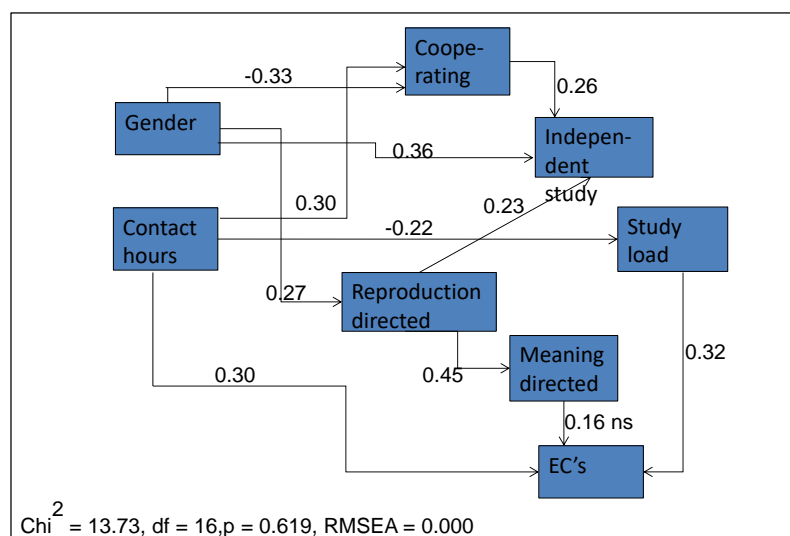 Coope-
rating
-0.33
0.26
Gender
Indepen-
dent
study
0.36
0.30
0.23
Contact
hours
-0.22
Study
load
Reproduction
directed
0.27
Meaning
directed
0.32
0.45
0.30
0.16 ns
EC's
Chi2 = 13.73, df = 16,p = 0.619, RMSEA = 0.000